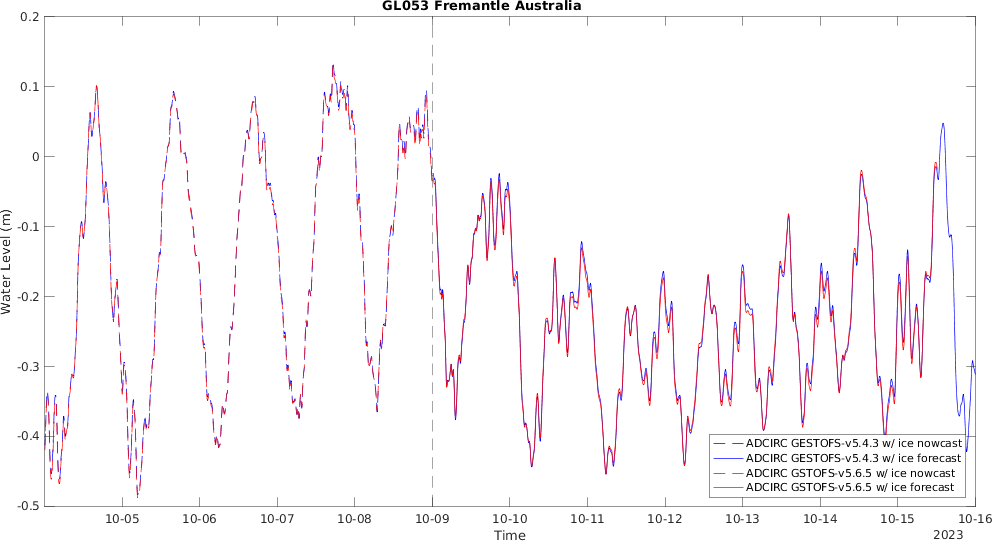 GL053 Fremantle Australia
0.2
0.1
0
-0.1
-0.2
-0.3
-0.4
-0.5
Water Level (m)
ADCIRC GESTOFS-v5.4.3 w/ ice nowcast
ADCIRC GESTOFS-v5.4.3 w/ ice forecast
ADCIRC GSTOFS-v5.6.5 w/ ice nowcast
ADCIRC GSTOFS-v5.6.5 w/ ice forecast
10-05 10-06 10-07 10-08 10-09 10-10 10-11 10-12 10-13 10-14 10-15 10-16
Time
2023